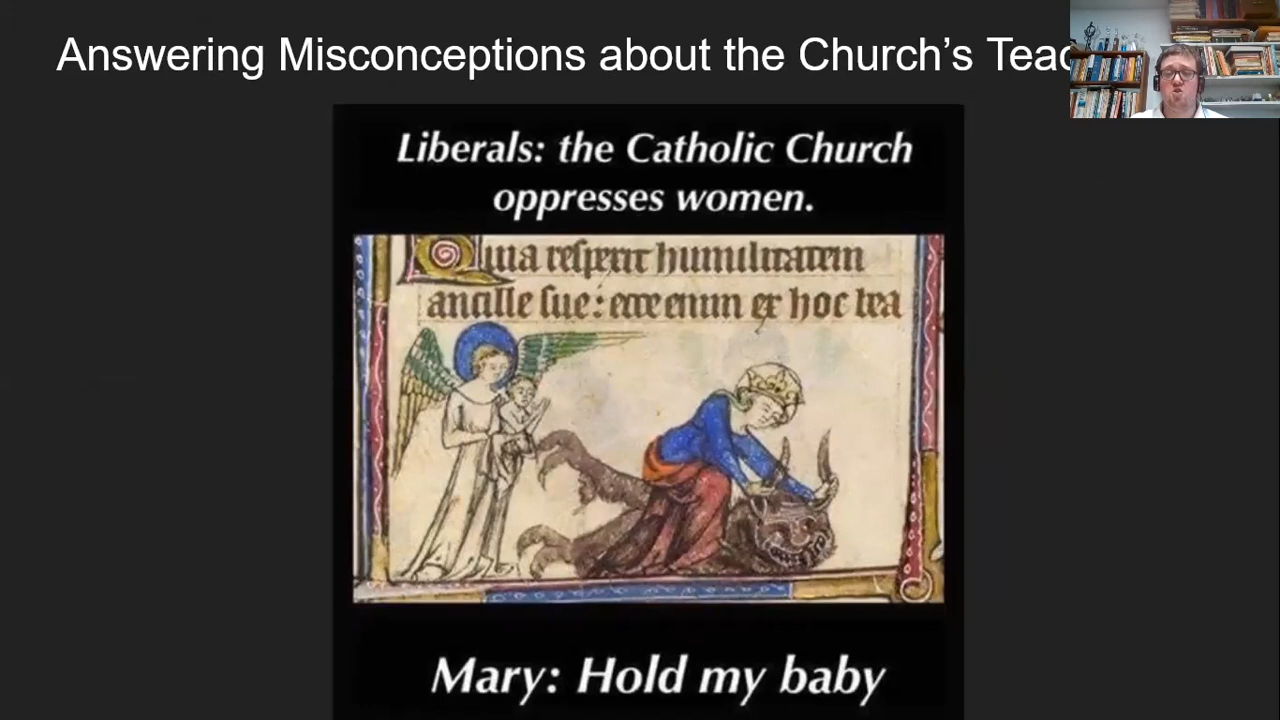 Answering Misconceptions about the Church's Teac
Liberals: the Catholic Church
oppresses women.
Quia respexit humilitatem
ancille sue: ecce enim ex hoc bea
Mary: Hold my baby